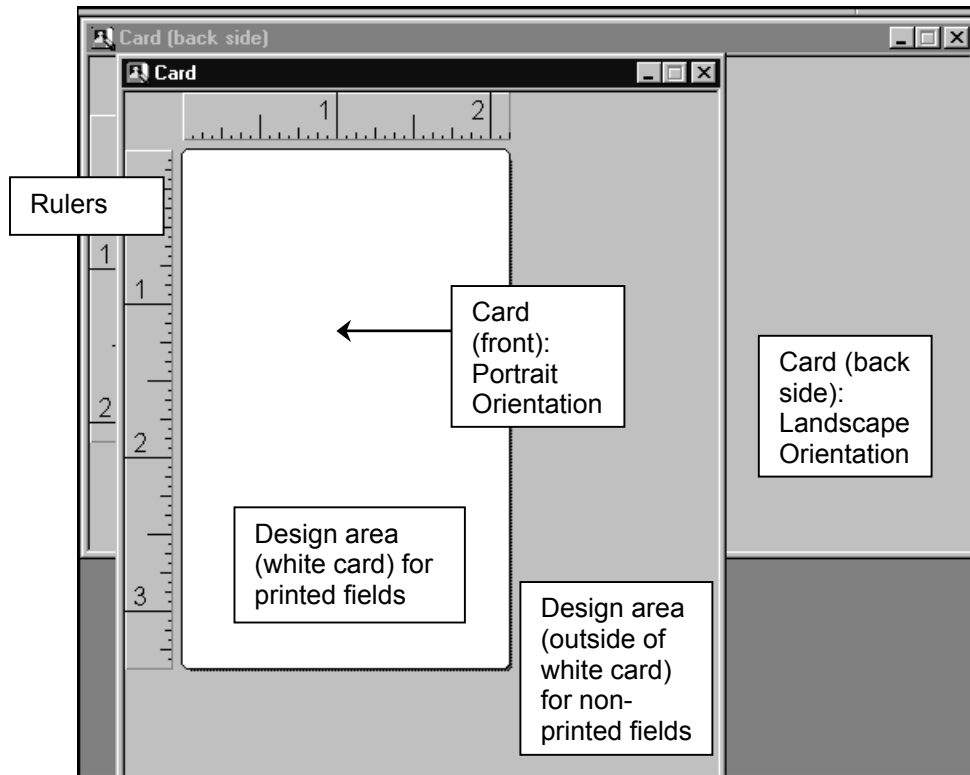 Card (back side)
Card
1
2
Rulers
1
1
2
2
3
Card
(front):
Portrait
Orientation
Card (back
side):
Landscape
Orientation
Design area
(white card) for
printed fields
Design area
(outside of
white card)
for non-
printed fields